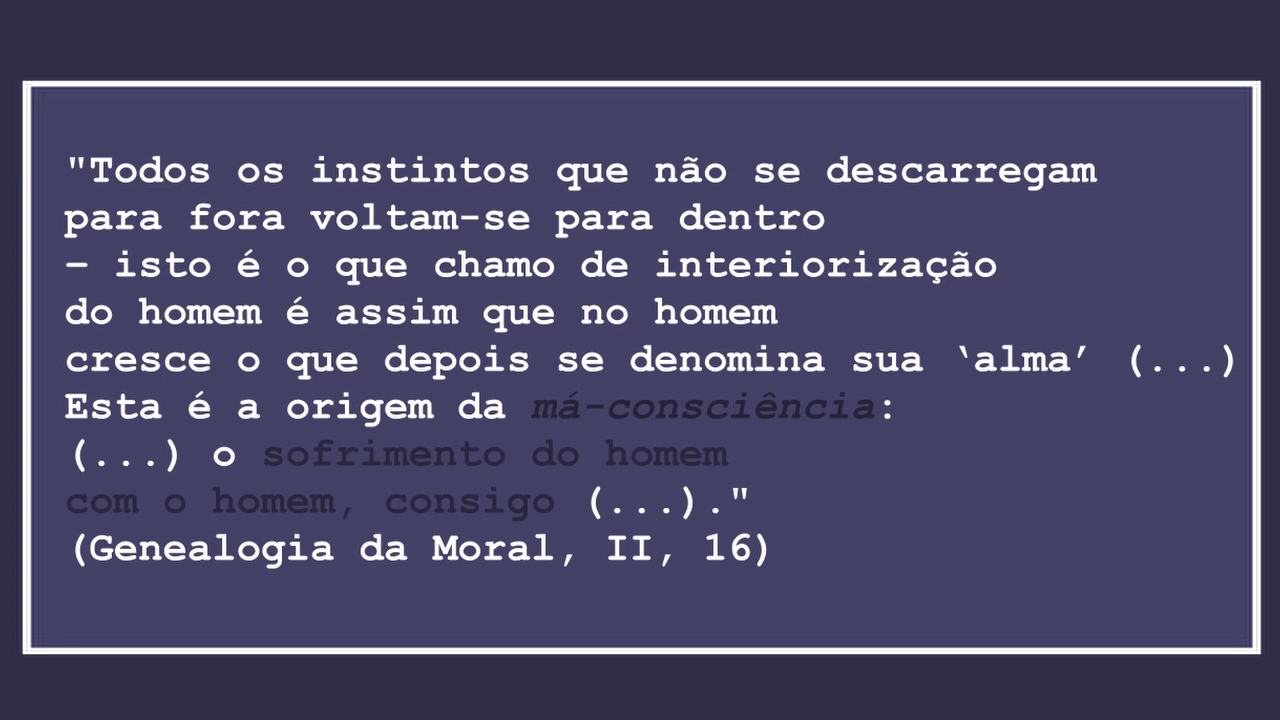 "Todos os instintos que não se descarregam
para fora voltam-se para dentro
– isto é o que chamo de interiorização
do homem é assim que no homem
cresce o que depois se denomina sua ‘alma’ (...)
Esta é a origem da má-consciência:
(...) o sofrimento do homem
com o homem, consigo (...)."
(Genealogia da Moral, II, 16)